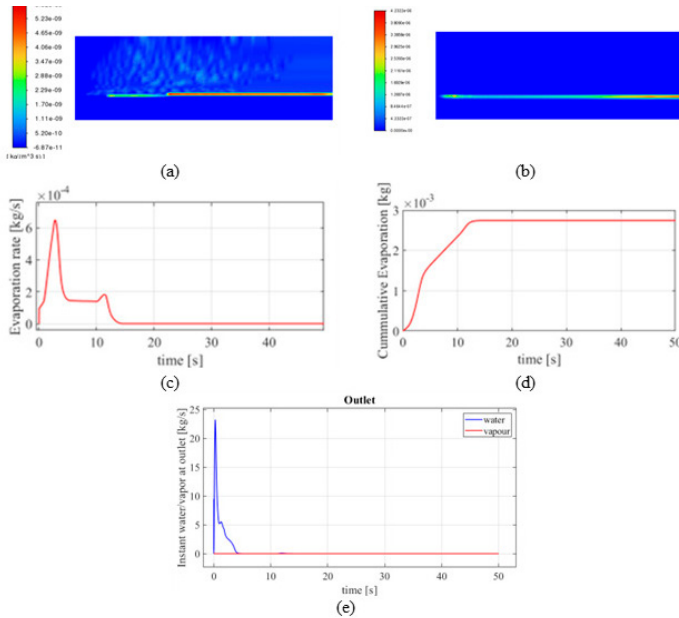 5.23e-09
4.65e-09
4.06e-09
3.47e-09
2.88e-09
2.29e-09
1.70e-09
1.11e-09
5.20e-10
-6.87e-11
(a)
(b)
×10⁻⁴
Evaporation rate [kg/s]
6
4
2
0
0 10 20 30 40
time [s]
(c)
×10⁻³
Cummulative Evaporation [kg]
3
2
1
0
0 10 20 30 40 50
time [s]
(d)
Outlet
Instant water/vapor at outlet [kg/s]
25
20
15
10
5
0
water
vapour
0 10 20 30 40 50
time [s]
(e)